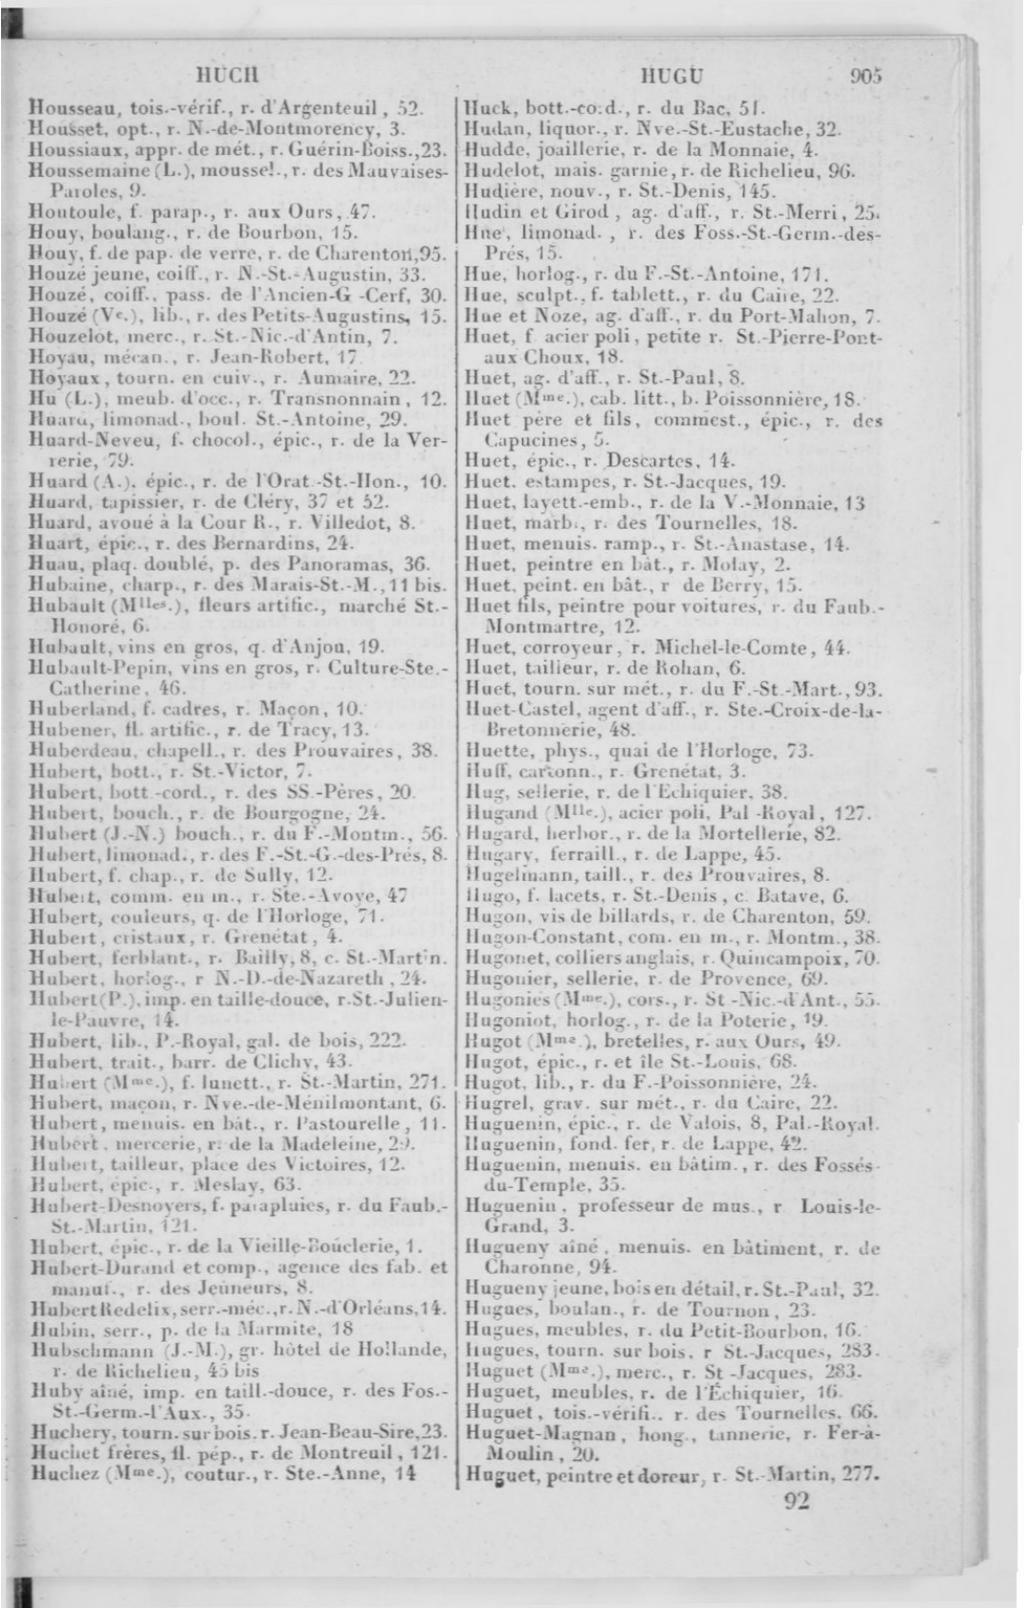 HUCH
Housseau, tois.-vérif., r. d'Argenteuil, 52.
Housset, opt., r. N.-de-Montmorency, 3.
Houssiaux, appr. de mét., r. Guérin-Boiss.,23.
Houssemaine (L.), moussel., r. des Mauvaises-
Paroles, 9.
Houtoule, f. parap., r. aux Ours, 47.
Houy, boulang., r. de Bourbon, 15.
Houy, f. de pap. de verre, r. de Charenton,95.
Houzé jeune, coiff., r. N.-St.-Augustin, 33.
Houzé, coiff., pass. de l'Ancien-G-Cerf, 30.
Houzé (Ve.), lib., r. des Petits-Augustins, 15.
Houzelot, merc., r. St.-Nic.-d'Antin, 7.
Hoyau, mécan., r. Jean-Robert, 17.
Hoyaux, tourn. en cuiv., r. Aumaire, 22.
Hu (L.), meub. d'occ., r. Transnonnain, 12.
Huard, limonad., boul. St.-Antoine, 29.
Huard-Neveu, f. chocol., épic., r. de la Ver-
rerie, 79.
Huard (A.), épic., r. de l'Orat.-St.-Hon., 10.
Huard, tapissier, r. de Cléry, 37 et 52.
Huard, avoué à la Cour R., r. Villedot, 8.
Huart, épic., r. des Bernardins, 24.
Huau, plaq. doublé, p. des Panoramas, 36.
Hubaine, charp., r. des Marais-St.-M.,11 bis.
Hubault (Mlles.), fleurs artific., marché St.-
Honoré, 6.
Hubault, vins en gros, q. d'Anjou, 19.
Hubault-Pepin, vins en gros, r. Culture-Ste.-
Catherine, 46.
Huberland, f. cadres, r. Maçon, 10.
Hubener, fl. artific., r. de Tracy, 13.
Huberdeau, chapell., r. des Prouvaires, 38.
Hubert, bott., r. St.-Victor, 7.
Hubert, bott.-cord., r. des SS.-Pères, 20.
Hubert, bouch., r. de Bourgogne, 24.
Hubert (J.-N.) bouch., r. du F.-Montm., 56.
Hubert, limonad., r. des F.-St.-G.-des-Prés, 8.
Hubert, f. chap., r. de Sully, 12.
Hubert, comm. en m., r. Ste.-Avoye, 47
Hubert, couleurs, q. de l'Horloge, 71.
Hubert, cristaux, r. Grenétat, 4.
Hubert, ferblant., r. Bailly, 8, c. St.-Martin.
Hubert, horlog., r N.-D.-de-Nazareth, 24.
Hubert (P.), imp. en taille-douce, r.St.-Julien-
le-Pauvre, 14.
Hubert, lib., P.-Royal, gal. de bois, 222.
Hubert, trait., barr. de Clichy, 43.
Hubert (Mme.), f. lunett., r. St.-Martin, 271.
Hubert, maçon, r. Nve.-de-Ménilmontant, 6.
Hubert, menuis. en bât., r. Pastourelle, 11.
Hubert, mercerie, r. de la Madeleine, 29.
Hubert, tailleur, place des Victoires, 12.
Hubert, épic., r. Meslay, 63.
Hubert-Desnoyers, f. parapluies, r. du Faub.-
St.-Martin, 121.
Hubert, épic., r. de la Vieille-Bouclerie, 1.
Hubert-Durand et comp., agence des fab. et
manuf., r. des Jeûneurs, 8.
Hubert Redelix, serr.-méc., r. N.-d'Orléans,14.
Hubin, serr., p. de la Marmite, 18
Hubschmann (J.-M.), gr. hôtel de Hollande,
r. de Richelieu, 45 bis
Huby aîné, imp. en taill.-douce, r. des Fos.-
St.-Germ.-l'Aux., 35.
Huchery, tourn. sur bois, r. Jean-Beau-Sire,23.
Huchet frères, fl. pép., r. de Montreuil, 121.
Huchez (Mme.), coutur., r. Ste.-Anne, 14
HUGU 905
Huck, bott.-cord., r. du Bac, 51.
Hudan, liquor., r. Nve.-St.-Eustache, 32.
Hudde, joaillerie, r. de la Monnaie, 4.
Hudelot, mais. garnie, r. de Richelieu, 96.
Hudière, nouv., r. St.-Denis, 145.
Hudin et Girod, ag. d'aff., r. St.-Merri, 25.
Hue, limonad., r. des Foss.-St.-Germ.-des-
Prés, 15.
Hue, horlog., r. du F.-St.-Antoine, 171.
Hue, sculpt., f. tablett., r. du Caire, 22.
Hue et Noze, ag. d'aff., r. du Port-Mahon, 7.
Huet, f acier poli, petite r. St.-Pierre-Pont-
aux Choux, 18.
Huet, ag. d'aff., r. St.-Paul, 8.
Huet (Mme.), cab. litt., b. Poissonnière, 18.
Huet père et fils, commest., épic., r. des
Capucines, 5.
Huet, épic., r. Descartes, 14.
Huet, estampes, r. St.-Jacques, 19.
Huet, layett.-emb., r. de la V.-Monnaie, 13
Huet, marb., r. des Tournelles, 18.
Huet, menuis. ramp., r. St.-Anastase, 14.
Huet, peintre en bât., r. Molay, 2.
Huet, peint. en bât., r de Berry, 15.
Huet fils, peintre pour voitures, r. du Faub.-
Montmartre, 12.
Huet, corroyeur, r. Michel-le-Comte, 44.
Huet, tailleur, r. de Rohan, 6.
Huet, tourn. sur mét., r. du F.-St.-Mart., 93.
Huet-Castel, agent d'aff., r. Ste.-Croix-de-la-
Bretonnerie, 48.
Huette, phys., quai de l'Horloge, 73.
Huff, cartonn., r. Grenétat, 3.
Hug, sellerie, r. de l'Echiquier, 38.
Hugand (Mlle.), acier poli, Pal-Royal, 127.
Hugard, herbor., r. de la Mortellerie, 82.
Hugary, ferraill., r. de Lappe, 45.
Hugelmann, taill., r. des Prouvaires, 8.
Hugo, f. lacets, r. St.-Denis, c. Batave, 6.
Hugon, vis de billards, r. de Charenton, 59.
Hugon-Constant, com. en m., r. Montm., 38.
Hugonet, colliers anglais, r. Quincampoix, 70.
Hugonier, sellerie, r. de Provence, 69.
Hugonies (Mme.), cors., r. St-Nic.-d'Ant., 55.
Hugoniot, horlog., r. de la Poterie, 19.
Hugot (Mme.), bretelles, r. aux Ours, 49.
Hugot, épic., r. et île St.-Louis, 68.
Hugot, lib., r. du F.-Poissonnière, 24.
Hugrel, grav. sur mét., r. du Caire, 22.
Huguenin, épic., r. de Valois, 8, Pal.-Royal.
Huguenin, fond. fer, r. de Lappe, 42.
Huguenin, menuis. en bâtim., r. des Fossés-
du-Temple, 35.
Huguenin, professeur de mus., r Louis-le-
Grand, 3.
Hugueny aîné, menuis. en bâtiment, r. de
Charonne, 94.
Hugueny jeune, bois en détail, r. St.-Paul, 32.
Hugues, boulan., r. de Tournon, 23.
Hugues, meubles, r. du Petit-Bourbon, 16.
Hugues, tourn. sur bois, r St.-Jacques, 283.
Huguet (Mme.), merc., r. St-Jacques, 283.
Huguet, meubles, r. de l'Échiquier, 16.
Huguet, tois.-vérifi., r. des Tournelles, 66.
Huguet-Magnan, hong., tannerie, r. Fer-à-
Moulin, 20.
Huguet, peintre et doreur, r. St.-Martin, 277.
92